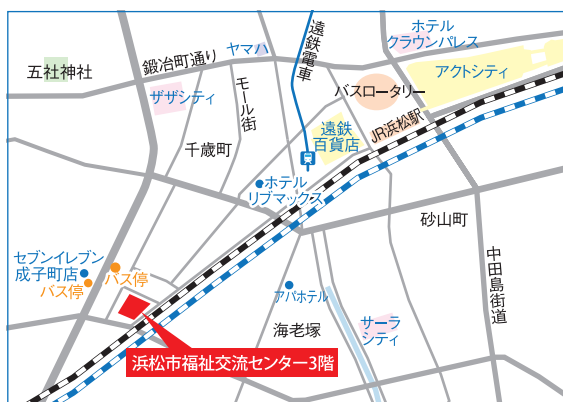 ホテル
クラウンパレス
遠鉄電車
ヤマハ
鍛冶町通り
五社神社
アクトシティ
バスロータリー
ザザシティ
モール街
JR浜松駅
遠鉄
百貨店
千歳町
ホテル
リブマックス
砂山町
セブンイレブン
成子町店
バス停
バス停
中田島街道
アパホテル
海老塚
サーラ
シティ
浜松市福祉交流センター3階